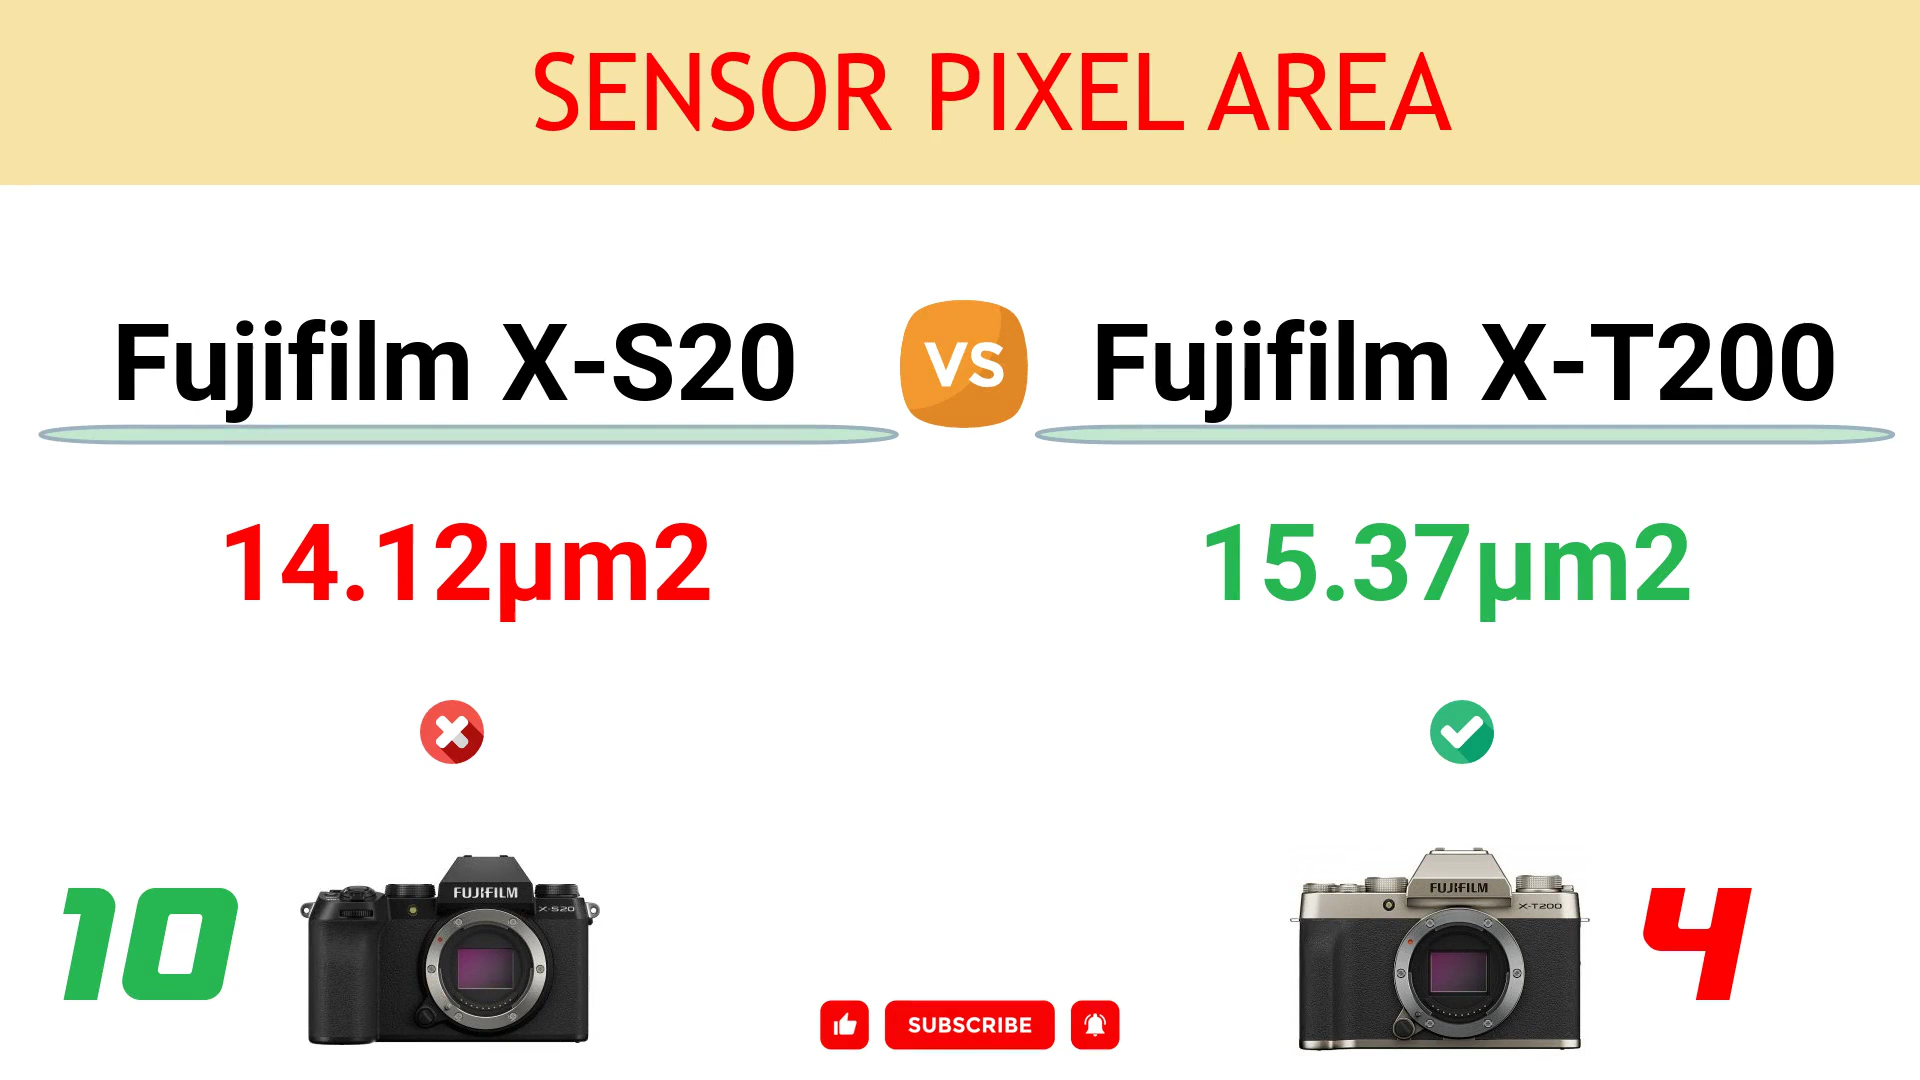 SENSOR PIXEL AREA
Fujifilm X-S20
VS
Fujifilm X-T200
14.12µm2
15.37µm2
10
FUJIFILM
X-S20
FUJIFILM
X-T200
4
SUBSCRIBE